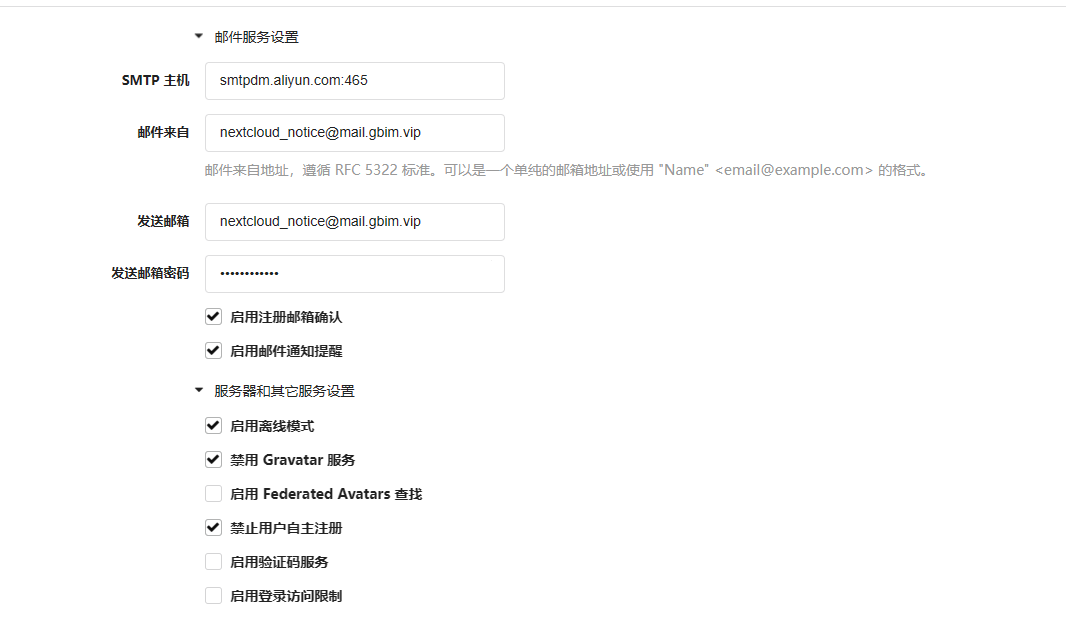 邮件服务设置
SMTP 主机 smtpdm.aliyun.com:465
邮件来自 nextcloud_notice@mail.gbim.vip
邮件来自地址，遵循 RFC 5322 标准。可以是一个单纯的邮箱地址或使用 "Name" <email@example.com> 的格式。
发送邮箱 nextcloud_notice@mail.gbim.vip
发送邮箱密码 ••••••••••••
启用注册邮箱确认
启用邮件通知提醒
服务器和其它服务设置
启用离线模式
禁用 Gravatar 服务
启用 Federated Avatars 查找
禁止用户自主注册
启用验证码服务
启用登录访问限制